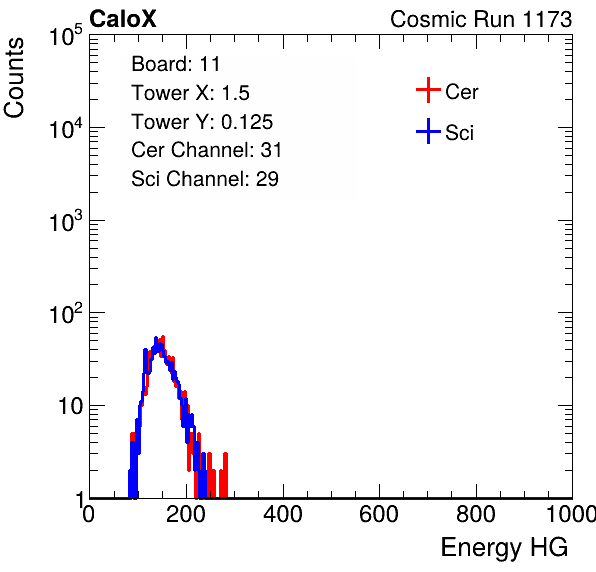 CaloX Cosmic Run 1173
Counts
10^5
10^4
10^3
10^2
10
1
Board: 11
Tower X: 1.5
Tower Y: 0.125
Cer Channel: 31
Sci Channel: 29
Cer
Sci
0 200 400 600 800 1000
Energy HG